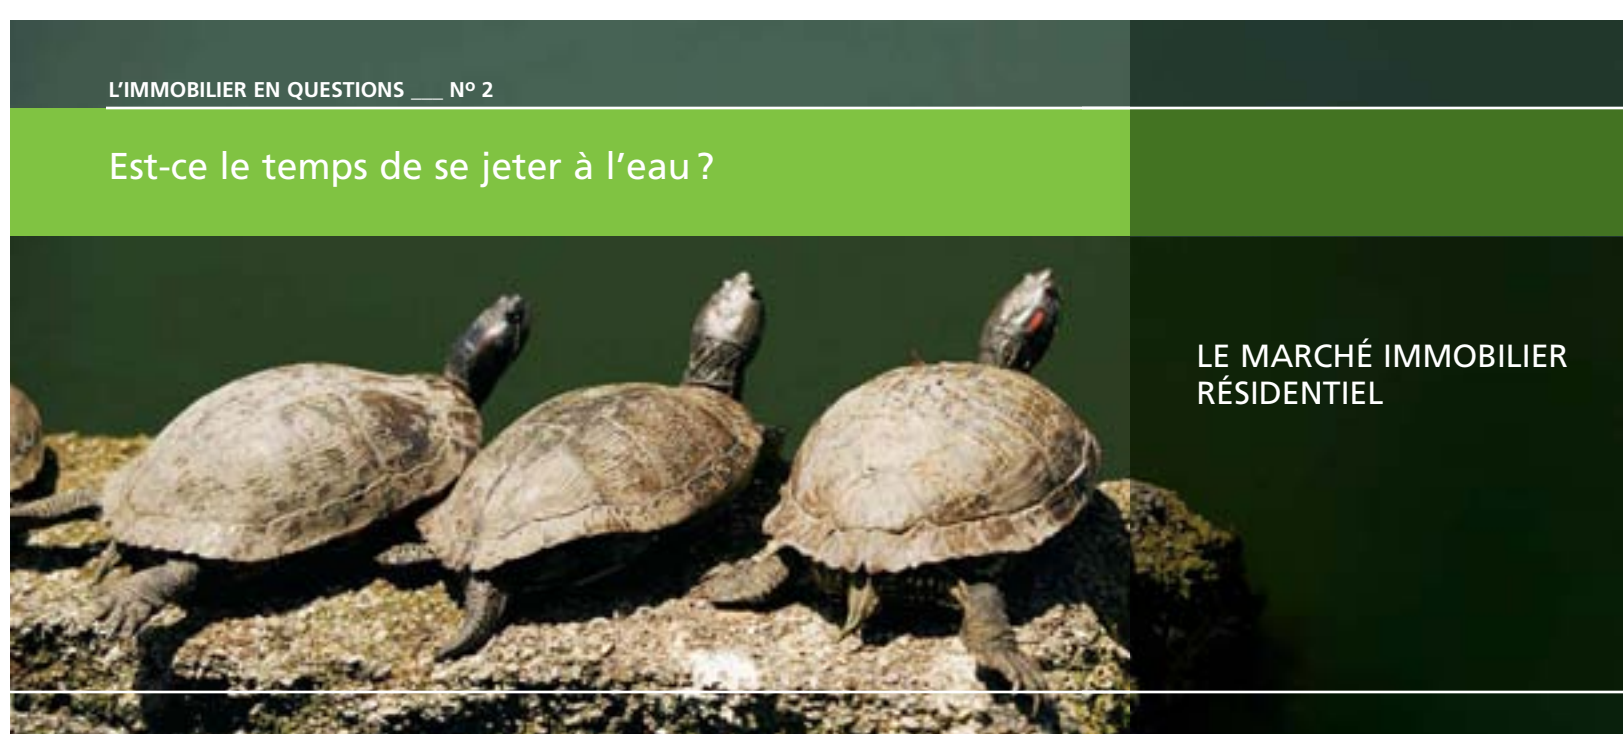 L'IMMOBILIER EN QUESTIONS ___ Nº 2
Est-ce le temps de se jeter à l'eau ?
LE MARCHÉ IMMOBILIER
RÉSIDENTIEL